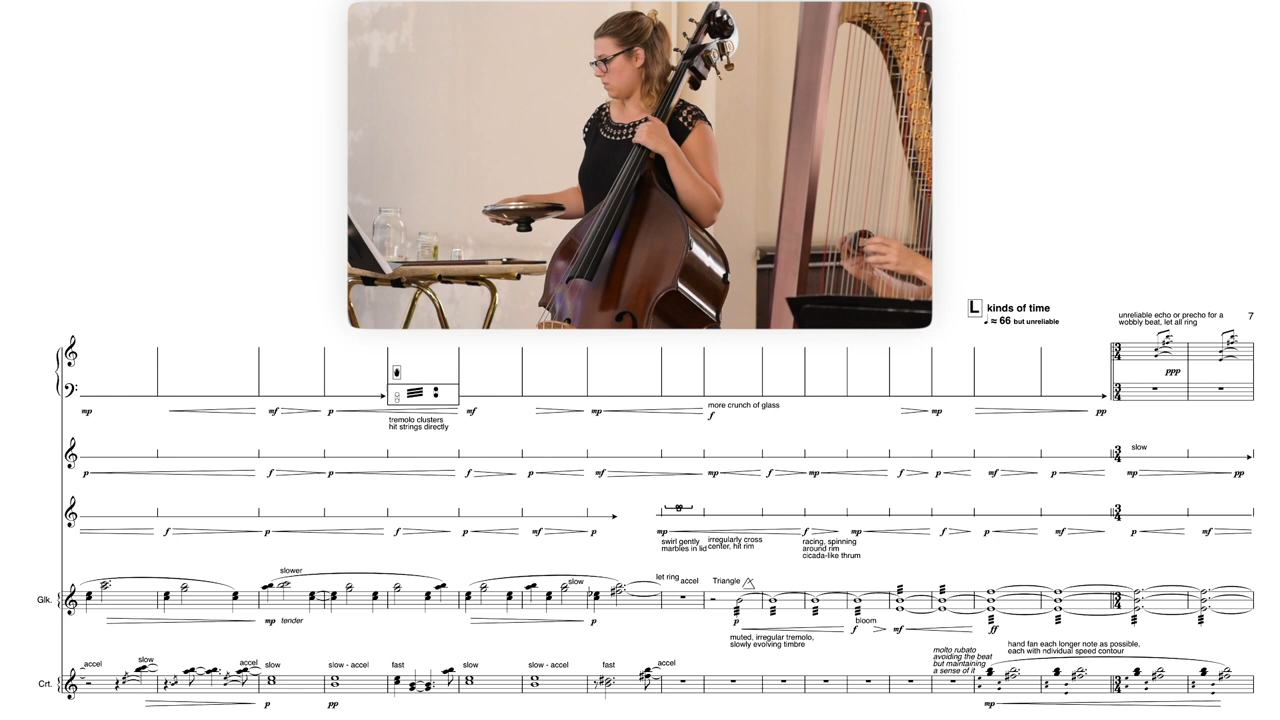 L kinds of time
♩ ≈ 66 but unreliable
unreliable echo or precho for a
wobbly beat, let all ring
7
ppp
mp mf p mf mp f mp pp
tremolo clusters
hit strings directly
more crunch of glass
slow
p f p f p mf mp f mp f p mf p mp pp
f p f p mf p mp f mp f p mf p mf
swirl gently
marbles in lid
irregularly cross
center, hit rim
racing, spinning
around rim
cicada-like thrum
slower
slow
let ring
accel
Triangle
Glk.
mp tender p p f mf ff
bloom
muted, irregular tremolo,
slowly evolving timbre
molto rubato
avoiding the beat
but maintaining
a sense of it
hand fan each longer note as possible,
each with ndividual speed contour
accel slow accel slow slow - accel fast slow slow - accel fast accel
Crt.
p pp mp